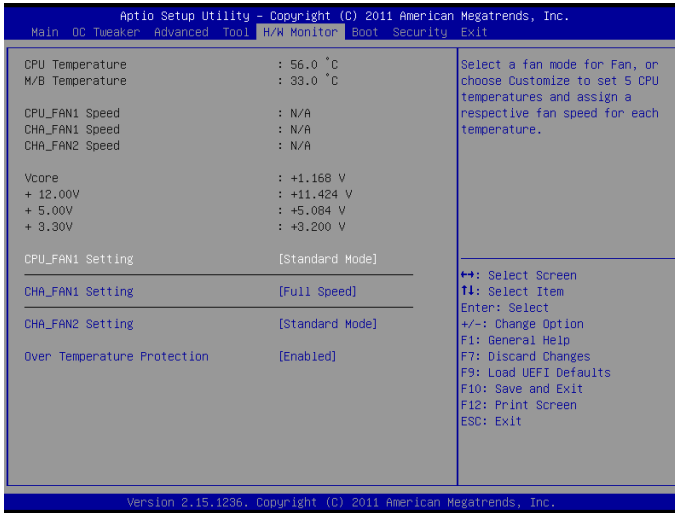 Aptio Setup Utility – Copyright (C) 2011 American Megatrends, Inc.
Main OC Tweaker Advanced Tool H/W Monitor Boot Security Exit
CPU Temperature : 56.0 °C
M/B Temperature : 33.0 °C
CPU_FAN1 Speed : N/A
CHA_FAN1 Speed : N/A
CHA_FAN2 Speed : N/A
Vcore : +1.168 V
+ 12.00V : +11.424 V
+ 5.00V : +5.084 V
+ 3.30V : +3.200 V
CPU_FAN1 Setting [Standard Mode]
CHA_FAN1 Setting [Full Speed]
CHA_FAN2 Setting [Standard Mode]
Over Temperature Protection [Enabled]
Select a fan mode for Fan, or
choose Customize to set 5 CPU
temperatures and assign a
respective fan speed for each
temperature.
↔: Select Screen
↑↓: Select Item
Enter: Select
+/-: Change Option
F1: General Help
F7: Discard Changes
F9: Load UEFI Defaults
F10: Save and Exit
F12: Print Screen
ESC: Exit
Version 2.15.1236. Copyright (C) 2011 American Megatrends, Inc.